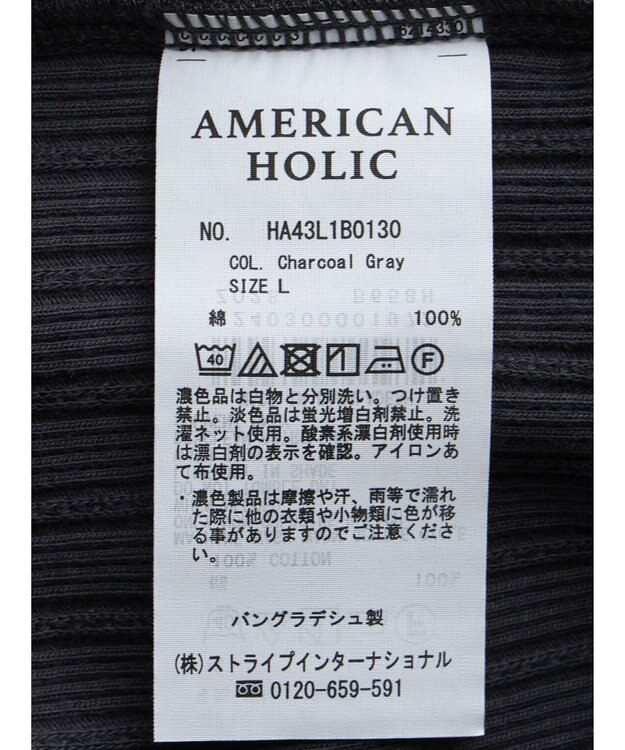 6214330
AMERICAN
HOLIC
NO. HA43L1B0130
COL. Charcoal Gray
SIZE L
綿 100%
40 F
濃色品は白物と分別洗い。つけ置き
禁止。淡色品は蛍光増白剤禁止。洗
濯ネット使用。酸素系漂白剤使用時
は漂白剤の表示を確認。アイロンあ
て布使用。
・濃色製品は摩擦や汗、雨等で濡れ
た際に他の衣類や小物類に色が移
る事がありますのでご注意くださ
い。
バングラデシュ製
(株)ストライプインターナショナル
0120-659-591